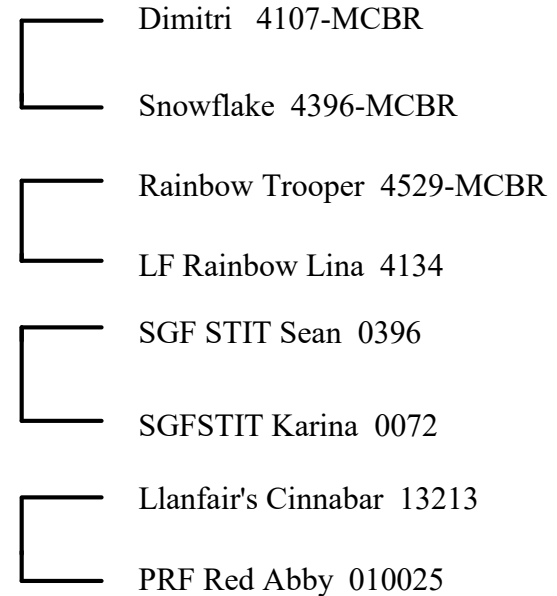 Dimitri 4107-MCBR
Snowflake 4396-MCBR
Rainbow Trooper 4529-MCBR
LF Rainbow Lina 4134
SGF STIT Sean 0396
SGFSTIT Karina 0072
Llanfair's Cinnabar 13213
PRF Red Abby 010025